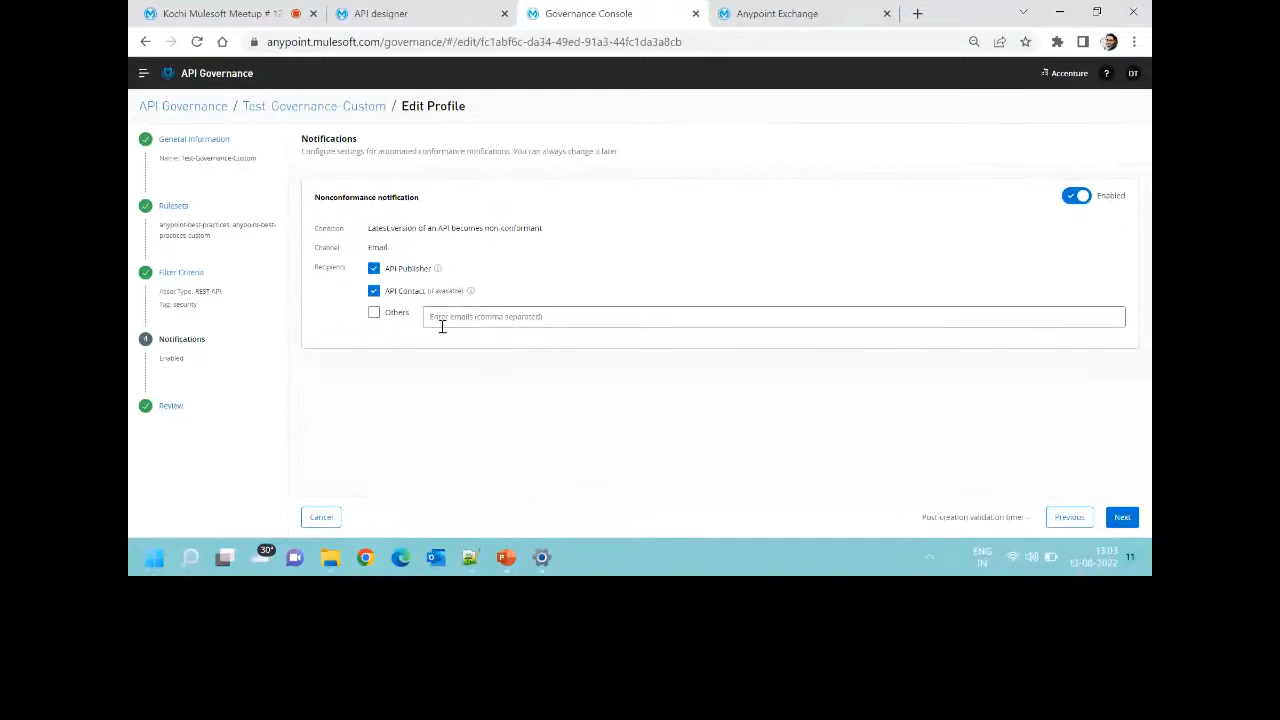 Kochi Mulesoft Meetup # 12
API designer
Governance Console
Anypoint Exchange
anypoint.mulesoft.com/governance/#/edit/fc1abf6c-da34-49ed-91a3-44fc1da3a8cb
API Governance
Accenture
?
DT
API Governance / Test-Governance-Custom / Edit Profile
General Information
Name: Test-Governance-Custom
Rulesets
anypoint-best-practices, anypoint-best-
practices-custom
Filter Criteria
Asset Type: REST API
Tag: security
4
Notifications
Enabled
Review
Notifications
Configure settings for automated conformance notifications. You can always change it later
Nonconformance notification
Enabled
Condition
Latest version of an API becomes non-conformant
Channel
Email
Recipients
API Publisher
API Contact (if available)
Others
Enter emails (comma separated)
Cancel
Post-creation validation time: –
Previous
Next
30°
ENG
IN
13:03
13-08-2022
11